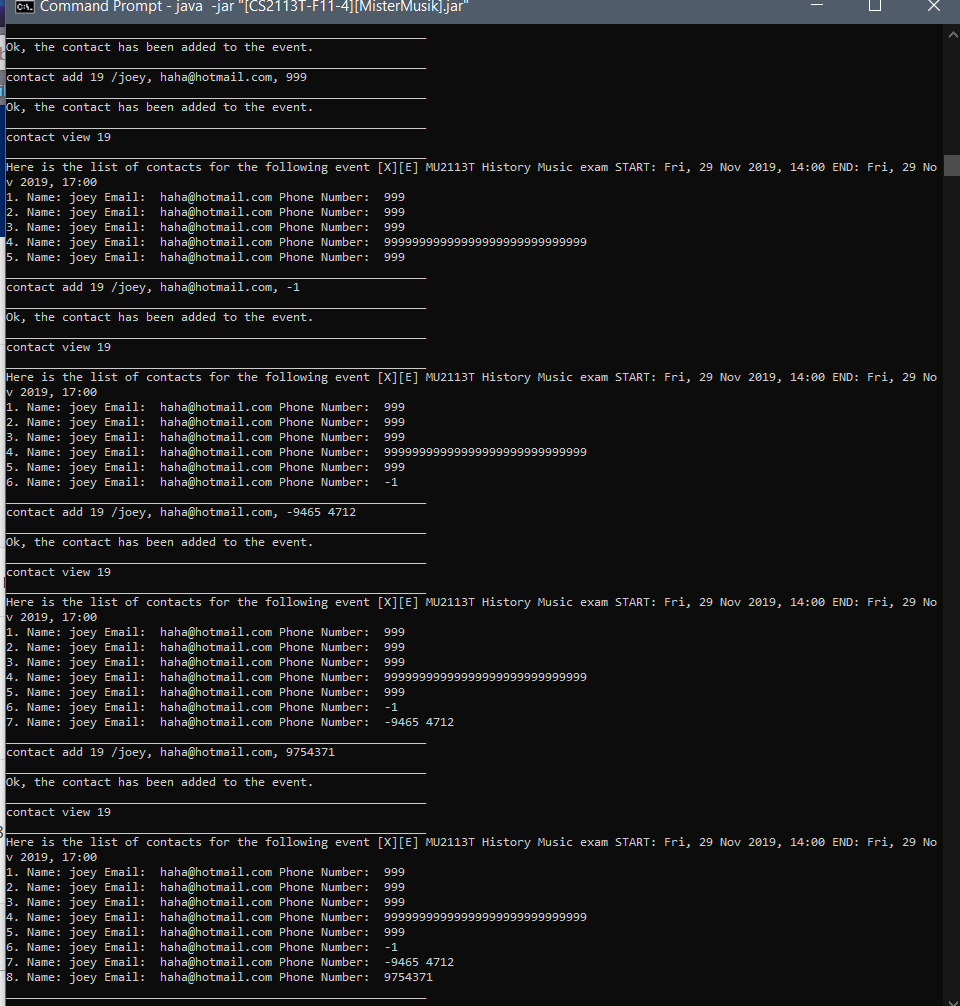 Command Prompt - java -jar "[CS2113T-F11-4][MisterMusik].jar"
Ok, the contact has been added to the event.
contact add 19 /joey, haha@hotmail.com, 999
Ok, the contact has been added to the event.
contact view 19
Here is the list of contacts for the following event [X][E] MU2113T History Music exam START: Fri, 29 Nov 2019, 14:00 END: Fri, 29 No
v 2019, 17:00
1. Name: joey Email:  haha@hotmail.com Phone Number:  999
2. Name: joey Email:  haha@hotmail.com Phone Number:  999
3. Name: joey Email:  haha@hotmail.com Phone Number:  999
4. Name: joey Email:  haha@hotmail.com Phone Number:  99999999999999999999999999999
5. Name: joey Email:  haha@hotmail.com Phone Number:  999
contact add 19 /joey, haha@hotmail.com, -1
Ok, the contact has been added to the event.
contact view 19
Here is the list of contacts for the following event [X][E] MU2113T History Music exam START: Fri, 29 Nov 2019, 14:00 END: Fri, 29 No
v 2019, 17:00
1. Name: joey Email:  haha@hotmail.com Phone Number:  999
2. Name: joey Email:  haha@hotmail.com Phone Number:  999
3. Name: joey Email:  haha@hotmail.com Phone Number:  999
4. Name: joey Email:  haha@hotmail.com Phone Number:  99999999999999999999999999999
5. Name: joey Email:  haha@hotmail.com Phone Number:  999
6. Name: joey Email:  haha@hotmail.com Phone Number:  -1
contact add 19 /joey, haha@hotmail.com, -9465 4712
Ok, the contact has been added to the event.
contact view 19
Here is the list of contacts for the following event [X][E] MU2113T History Music exam START: Fri, 29 Nov 2019, 14:00 END: Fri, 29 No
v 2019, 17:00
1. Name: joey Email:  haha@hotmail.com Phone Number:  999
2. Name: joey Email:  haha@hotmail.com Phone Number:  999
3. Name: joey Email:  haha@hotmail.com Phone Number:  999
4. Name: joey Email:  haha@hotmail.com Phone Number:  99999999999999999999999999999
5. Name: joey Email:  haha@hotmail.com Phone Number:  999
6. Name: joey Email:  haha@hotmail.com Phone Number:  -1
7. Name: joey Email:  haha@hotmail.com Phone Number:  -9465 4712
contact add 19 /joey, haha@hotmail.com, 9754371
Ok, the contact has been added to the event.
contact view 19
Here is the list of contacts for the following event [X][E] MU2113T History Music exam START: Fri, 29 Nov 2019, 14:00 END: Fri, 29 No
v 2019, 17:00
1. Name: joey Email:  haha@hotmail.com Phone Number:  999
2. Name: joey Email:  haha@hotmail.com Phone Number:  999
3. Name: joey Email:  haha@hotmail.com Phone Number:  999
4. Name: joey Email:  haha@hotmail.com Phone Number:  99999999999999999999999999999
5. Name: joey Email:  haha@hotmail.com Phone Number:  999
6. Name: joey Email:  haha@hotmail.com Phone Number:  -1
7. Name: joey Email:  haha@hotmail.com Phone Number:  -9465 4712
8. Name: joey Email:  haha@hotmail.com Phone Number:  9754371